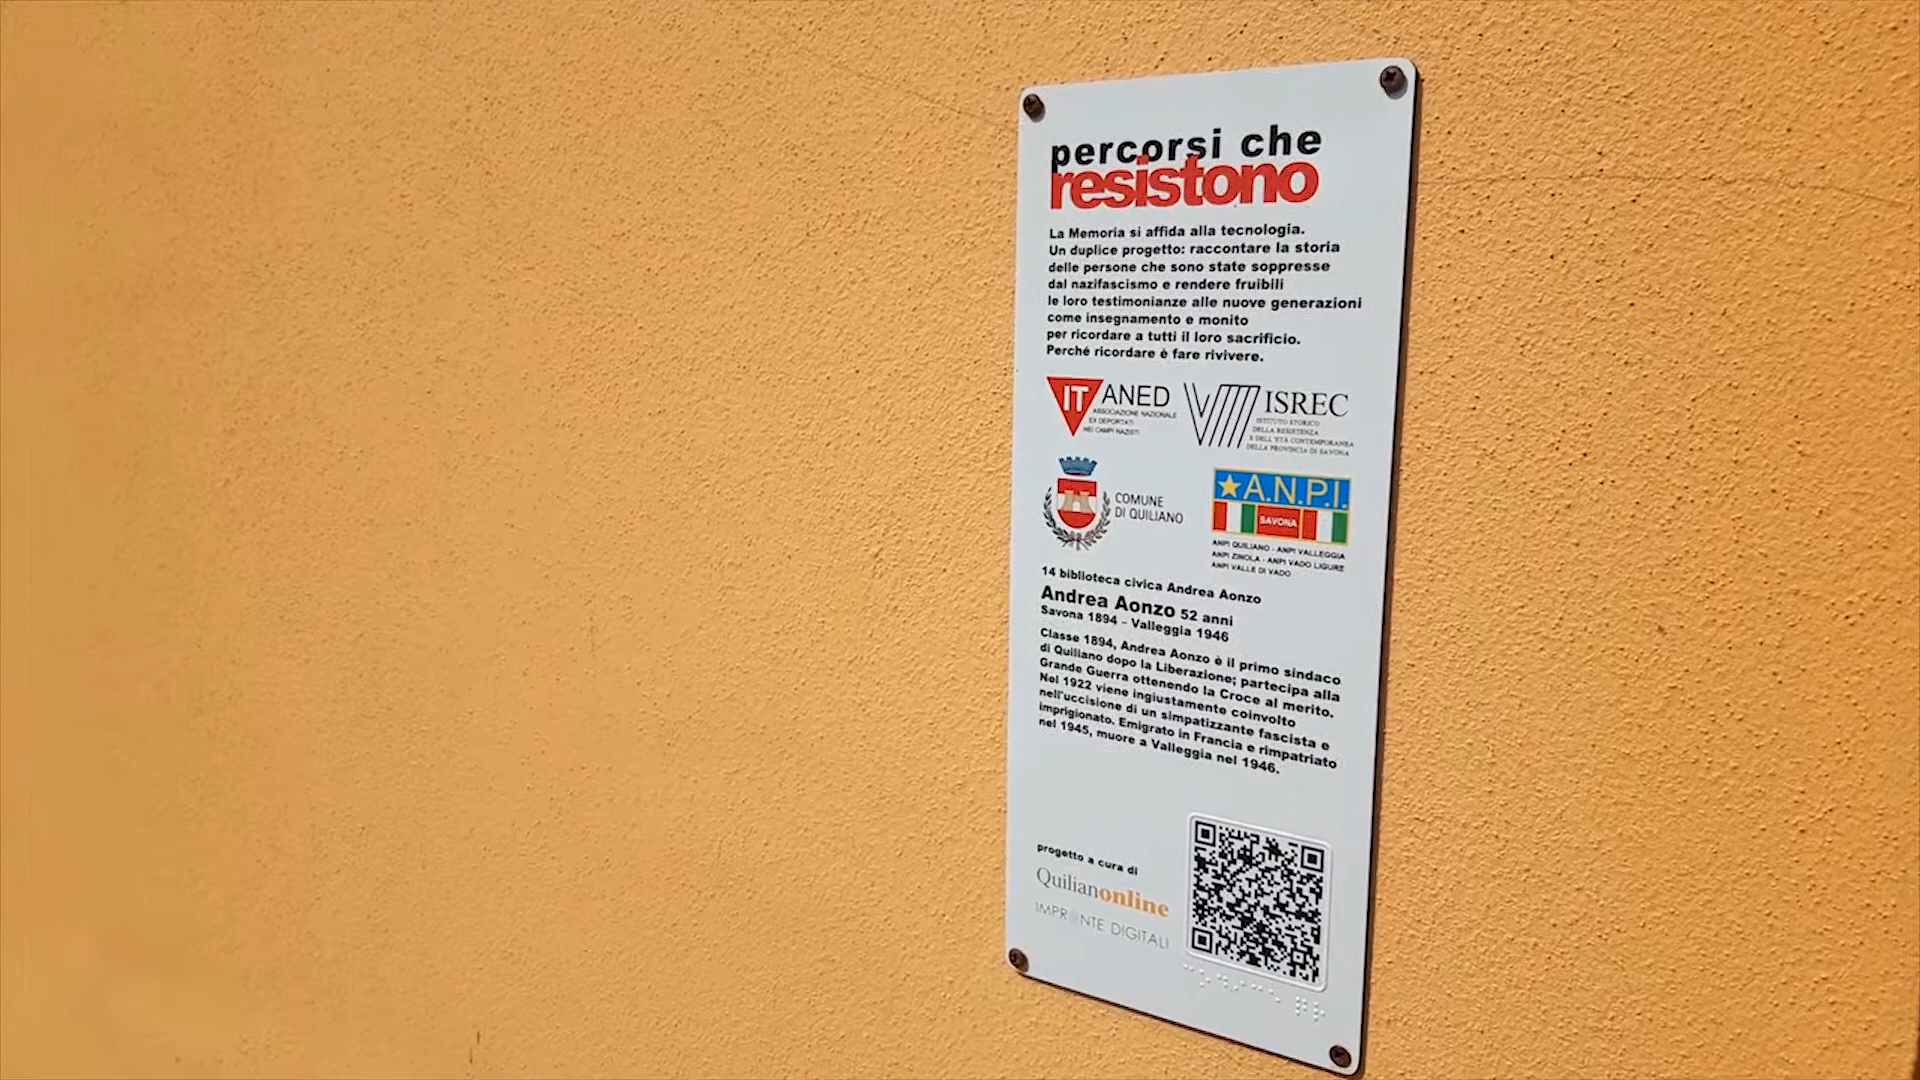 percorsi che
resistono
La Memoria si affida alla tecnologia.
Un duplice progetto: raccontare la storia
delle persone che sono state soppresse
dal nazifascismo e rendere fruibili
le loro testimonianze alle nuove generazioni
come insegnamento e monito
per ricordare a tutti il loro sacrificio.
Perché ricordare è fare rivivere.
IT ANED
ASSOCIAZIONE NAZIONALE
EX DEPORTATI
NEI CAMPI NAZISTI
ISREC
ISTITUTO STORICO
DELLA RESISTENZA
E DELL'ETÀ CONTEMPORANEA
DELLA PROVINCIA DI SAVONA
COMUNE
DI QUILIANO
A.N.P.I.
SAVONA
ANPI QUILIANO - ANPI VALLEGGIA
ANPI ZINOLA - ANPI VADO LIGURE
ANPI VALLE DI VADO
14 biblioteca civica Andrea Aonzo
Andrea Aonzo 52 anni
Savona 1894 – Valleggia 1946
Classe 1894, Andrea Aonzo è il primo sindaco
di Quiliano dopo la Liberazione; partecipa alla
Grande Guerra ottenendo la Croce al merito.
Nel 1922 viene ingiustamente coinvolto
nell'uccisione di un simpatizzante fascista e
imprigionato. Emigrato in Francia e rimpatriato
nel 1945, muore a Valleggia nel 1946.
progetto a cura di
Quilianonline
IMPRONTE DIGITALI